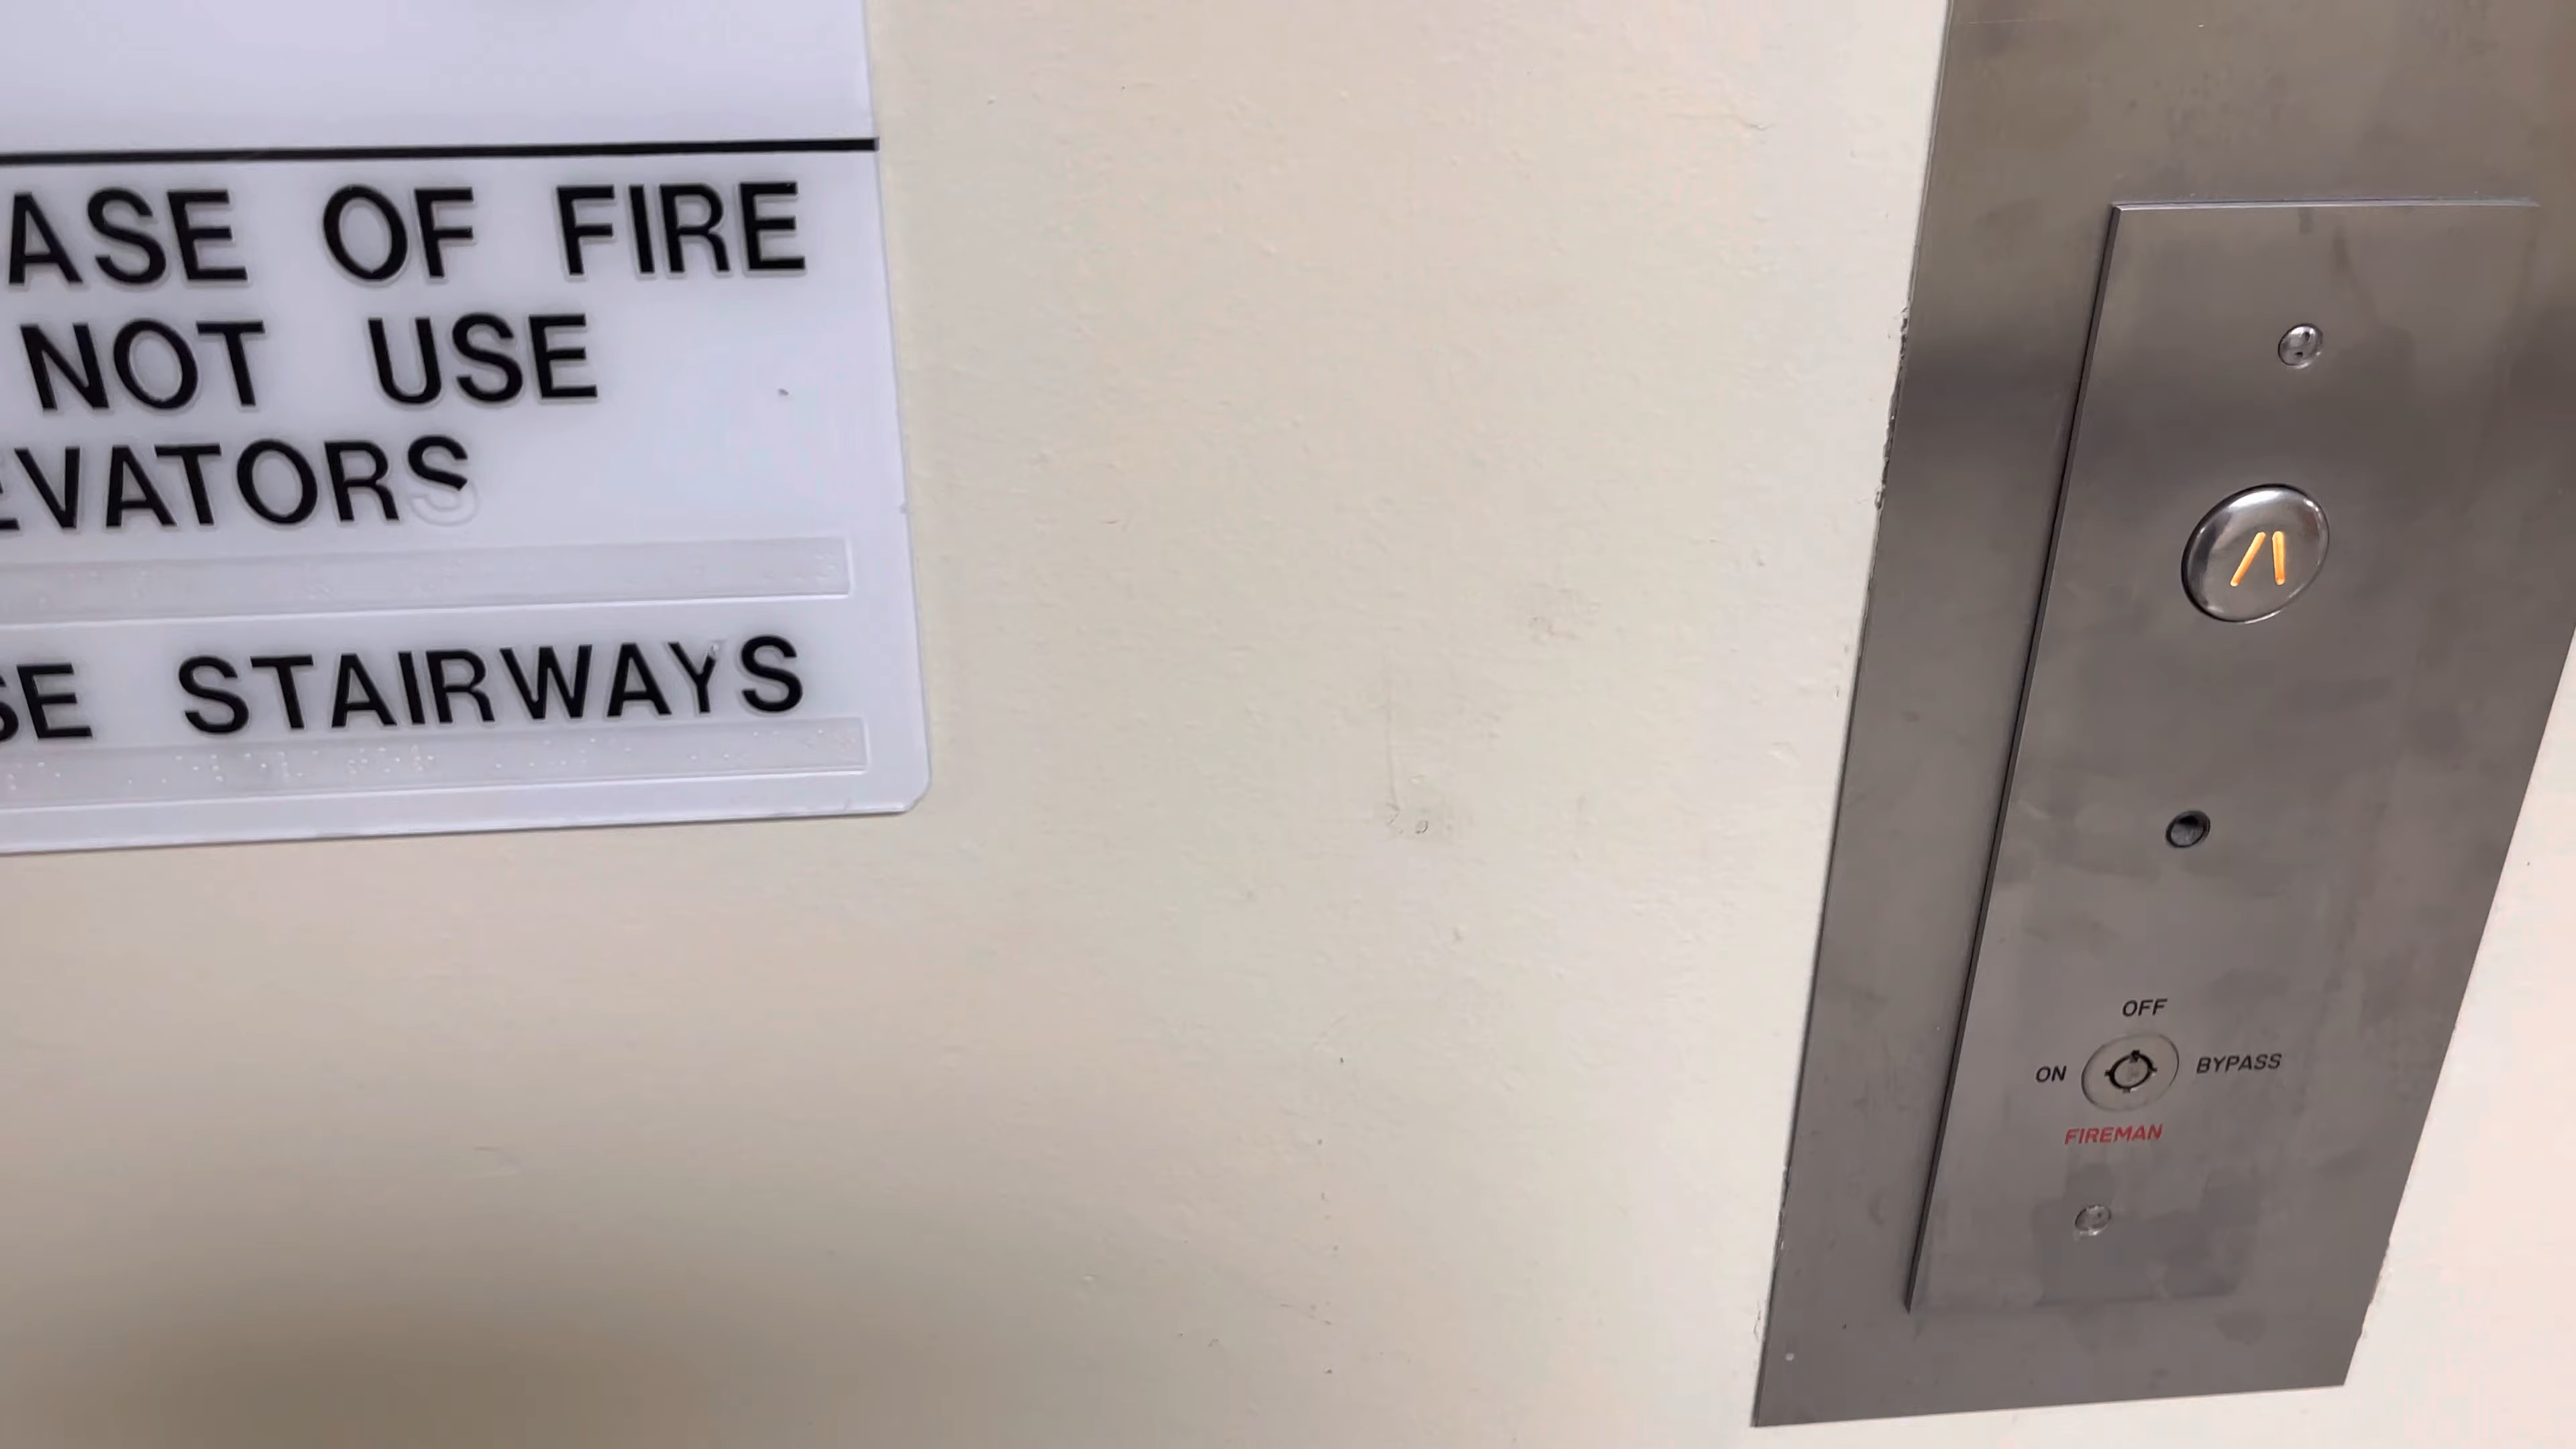 ASE OF FIRE
NOT USE
EVATORS
SE STAIRWAYS
OFF
ON BYPASS
FIREMAN